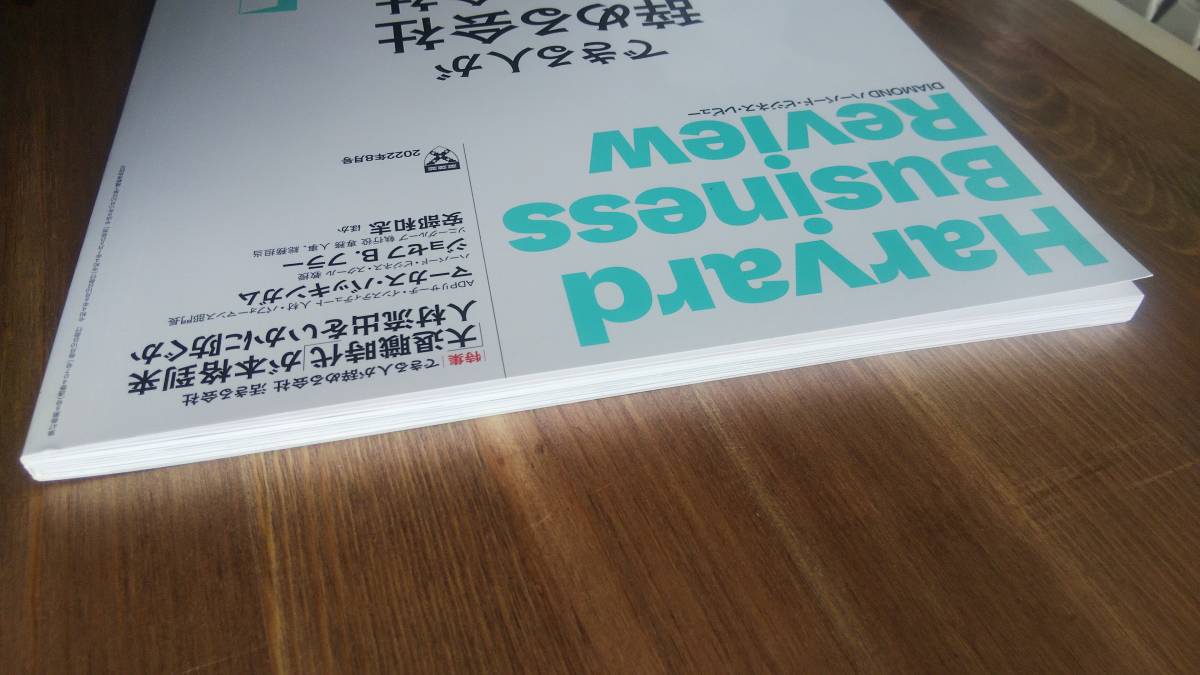 Harvard
Business
Review
DIAMOND ハーバード・ビジネス・レビュー
特集
できる人が辞める会社 活きる会社
「大退職時代」が本格到来
人材流出をいかに防ぐか
ADPリサーチ・インスティテュート 人材・パフォーマンス部門長
マーカス・バッキンガム
ハーバード・ビジネス・スクール 教授
ジョセフ B. フラー
ソニーグループ 執行役 専務 人事、総務担当
安部和志 ほか
2022年8月号
できる人が
辞める会社